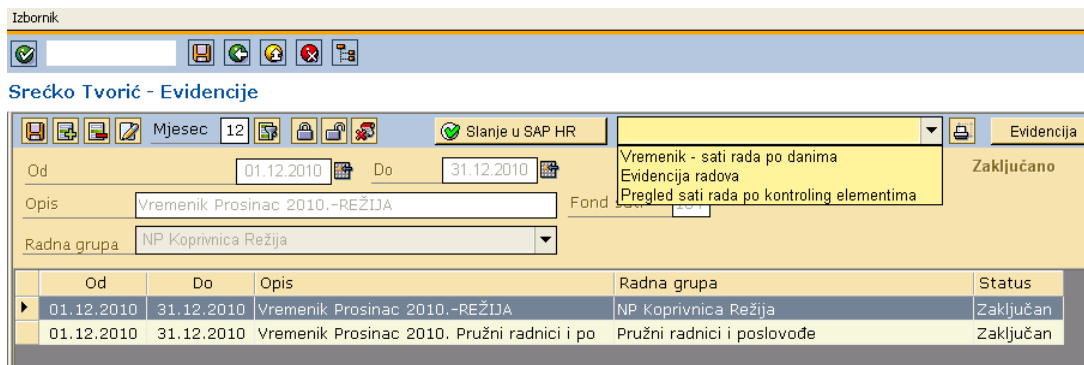 Izbornik
Srećko Tvorić - Evidencije
Mjesec 12 Slanje u SAP HR Evidencija
Vremenik - sati rada po danima
Evidencija radova
Pregled sati rada po kontroling elementima
Od 01.12.2010 Do 31.12.2010 Zaključano
Opis Vremenik Prosinac 2010.-REŽIJA Fond
Radna grupa NP Koprivnica Režija
Od Do Opis Radna grupa Status
01.12.2010 31.12.2010 Vremenik Prosinac 2010.-REŽIJA NP Koprivnica Režija Zaključan
01.12.2010 31.12.2010 Vremenik Prosinac 2010. Pružni radnici i po Pružni radnici i poslovođe Zaključan